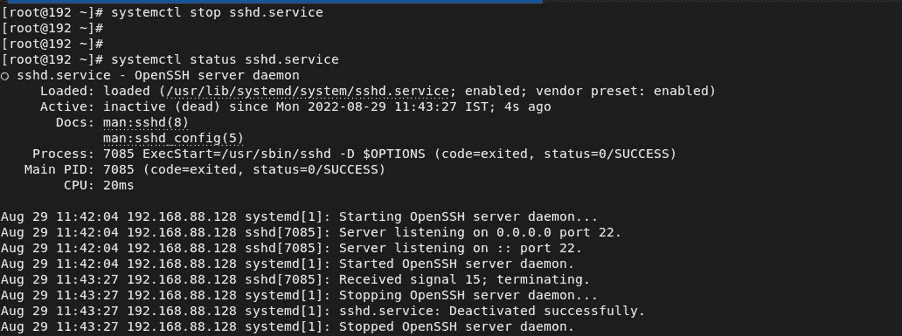 [root@192 ~]# systemctl stop sshd.service
[root@192 ~]#
[root@192 ~]#
[root@192 ~]# systemctl status sshd.service
○ sshd.service - OpenSSH server daemon
     Loaded: loaded (/usr/lib/systemd/system/sshd.service; enabled; vendor preset: enabled)
     Active: inactive (dead) since Mon 2022-08-29 11:43:27 IST; 4s ago
       Docs: man:sshd(8)
             man:sshd_config(5)
    Process: 7085 ExecStart=/usr/sbin/sshd -D $OPTIONS (code=exited, status=0/SUCCESS)
   Main PID: 7085 (code=exited, status=0/SUCCESS)
        CPU: 20ms

Aug 29 11:42:04 192.168.88.128 systemd[1]: Starting OpenSSH server daemon...
Aug 29 11:42:04 192.168.88.128 sshd[7085]: Server listening on 0.0.0.0 port 22.
Aug 29 11:42:04 192.168.88.128 sshd[7085]: Server listening on :: port 22.
Aug 29 11:42:04 192.168.88.128 systemd[1]: Started OpenSSH server daemon.
Aug 29 11:43:27 192.168.88.128 sshd[7085]: Received signal 15; terminating.
Aug 29 11:43:27 192.168.88.128 systemd[1]: Stopping OpenSSH server daemon...
Aug 29 11:43:27 192.168.88.128 systemd[1]: sshd.service: Deactivated successfully.
Aug 29 11:43:27 192.168.88.128 systemd[1]: Stopped OpenSSH server daemon.